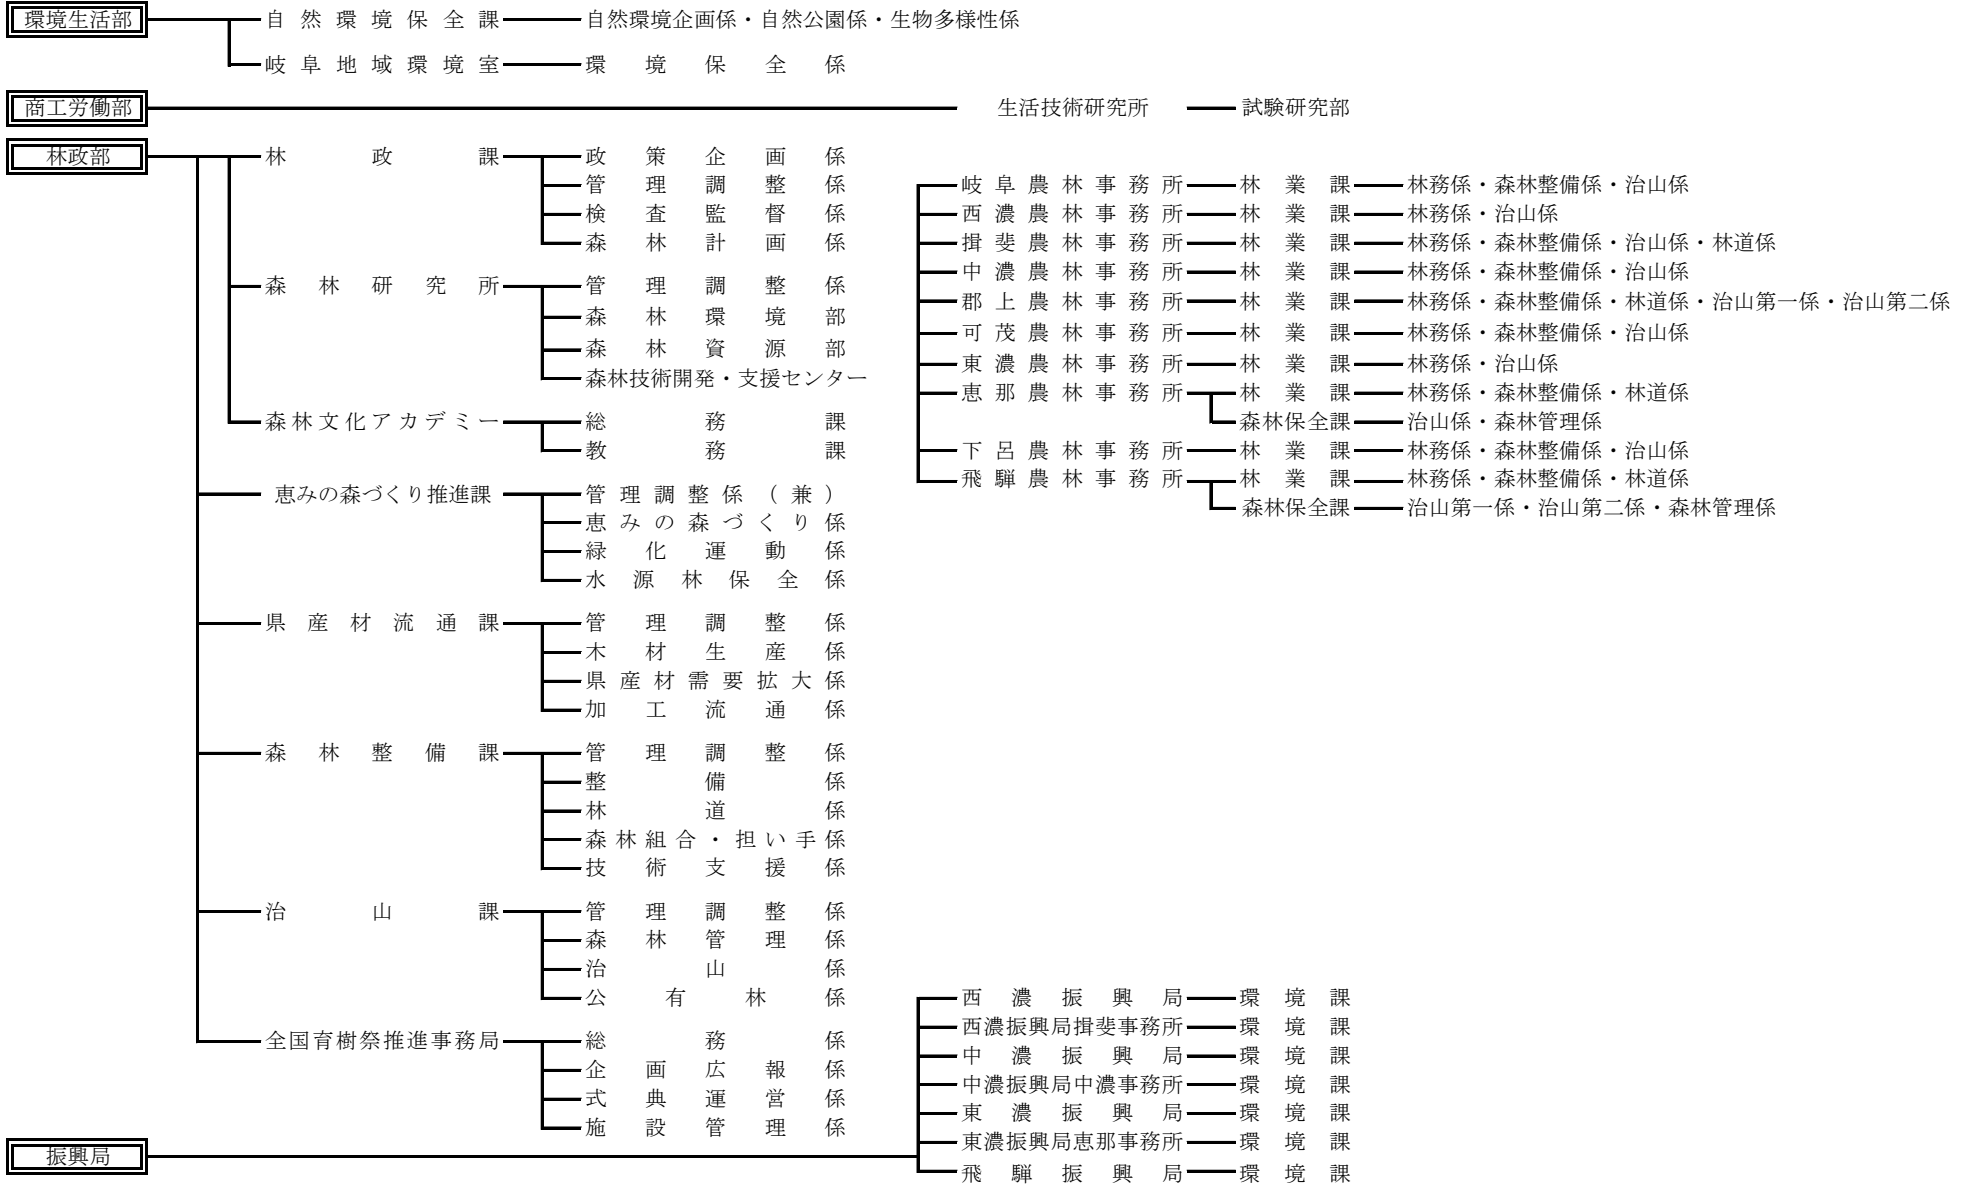 環境生活部 自然環境保全課 自然環境企画係・自然公園係・生物多様性係
岐阜地域環境室 環境保全係
商工労働部 生活技術研究所 試験研究部
林政部 林政課 政策企画係
管理調整係
検査監督係
森林計画係
森林研究所 管理調整係
森林環境部
森林資源部
森林技術開発・支援センター
森林文化アカデミー 総務課
教務課
恵みの森づくり推進課 管理調整係(兼)
恵みの森づくり係
緑化運動係
水源林保全係
県産材流通課 管理調整係
木材生産係
県産材需要拡大係
加工流通係
森林整備課 管理調整係
整備係
林道係
森林組合・担い手係
技術支援係
治山課 管理調整係
森林管理係
治山係
公有林係
全国育樹祭推進事務局 総務係
企画広報係
式典運営係
施設管理係
岐阜農林事務所 林業課 林務係・森林整備係・治山係
西濃農林事務所 林業課 林務係・治山係
揖斐農林事務所 林業課 林務係・森林整備係・治山係・林道係
中濃農林事務所 林業課 林務係・森林整備係・治山係
郡上農林事務所 林業課 林務係・森林整備係・林道係・治山第一係・治山第二係
可茂農林事務所 林業課 林務係・森林整備係・治山係
東濃農林事務所 林業課 林務係・治山係
恵那農林事務所 林業課 林務係・森林整備係・林道係
森林保全課 治山係・森林管理係
下呂農林事務所 林業課 林務係・森林整備係・治山係
飛騨農林事務所 林業課 林務係・森林整備係・林道係
森林保全課 治山第一係・治山第二係・森林管理係
振興局
西濃振興局 環境課
西濃振興局揖斐事務所 環境課
中濃振興局 環境課
中濃振興局中濃事務所 環境課
東濃振興局 環境課
東濃振興局恵那事務所 環境課
飛騨振興局 環境課